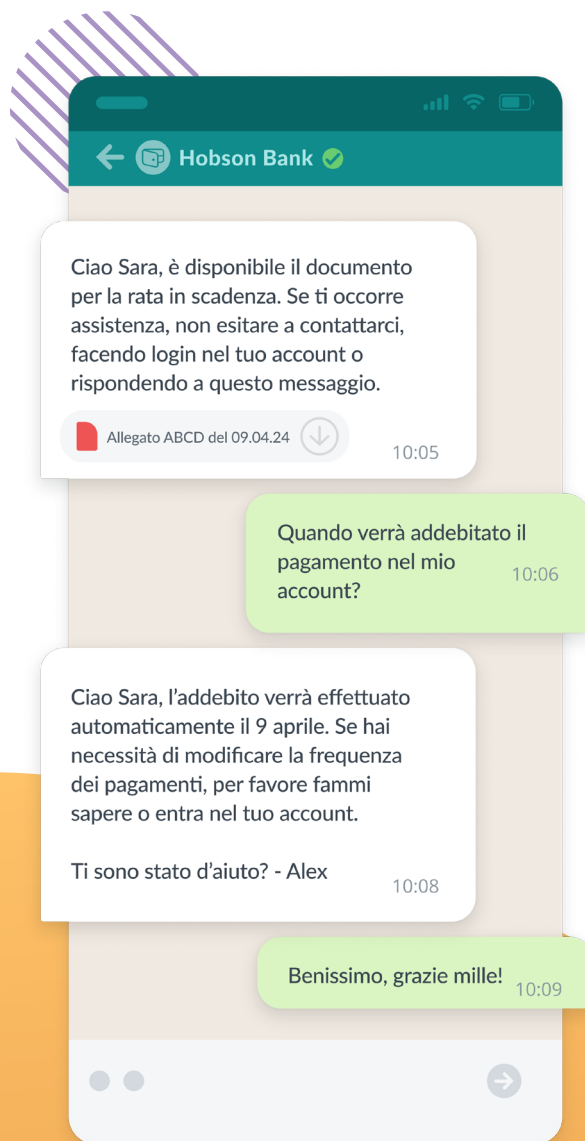 Hobson Bank
Ciao Sara, è disponibile il documento
per la rata in scadenza. Se ti occorre
assistenza, non esitare a contattarci,
facendo login nel tuo account o
rispondendo a questo messaggio.
Allegato ABCD del 09.04.24
10:05
Quando verrà addebitato il
pagamento nel mio
account?
10:06
Ciao Sara, l’addebito verrà effettuato
automaticamente il 9 aprile. Se hai
necessità di modificare la frequenza
dei pagamenti, per favore fammi
sapere o entra nel tuo account.
Ti sono stato d’aiuto? - Alex
10:08
Benissimo, grazie mille!
10:09